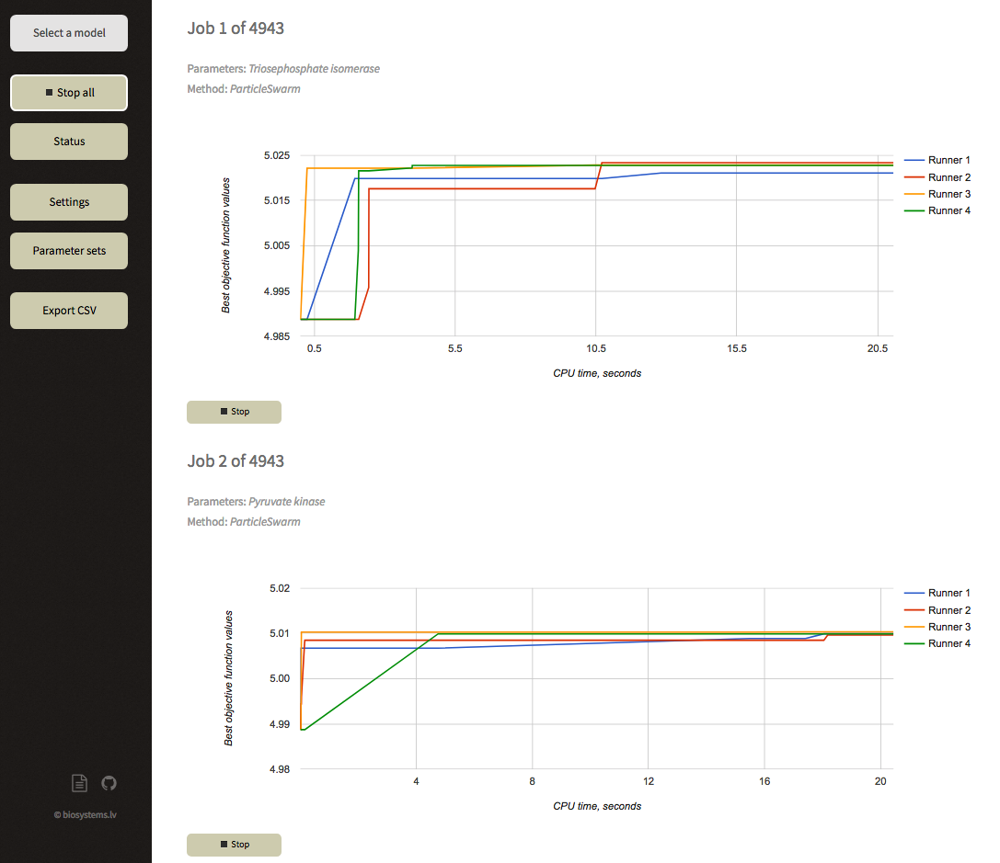 Select a model
Stop all
Status
Settings
Parameter sets
Export CSV
© biosystems.lv
Job 1 of 4943
Parameters: Triosephosphate isomerase
Method: ParticleSwarm
Best objective function values
5.025
5.015
5.005
4.995
4.985
0.5 5.5 10.5 15.5 20.5
CPU time, seconds
Runner 1
Runner 2
Runner 3
Runner 4
Stop
Job 2 of 4943
Parameters: Pyruvate kinase
Method: ParticleSwarm
Best objective function values
5.02
5.01
5.00
4.99
4.98
4 8 12 16 20
CPU time, seconds
Runner 1
Runner 2
Runner 3
Runner 4
Stop